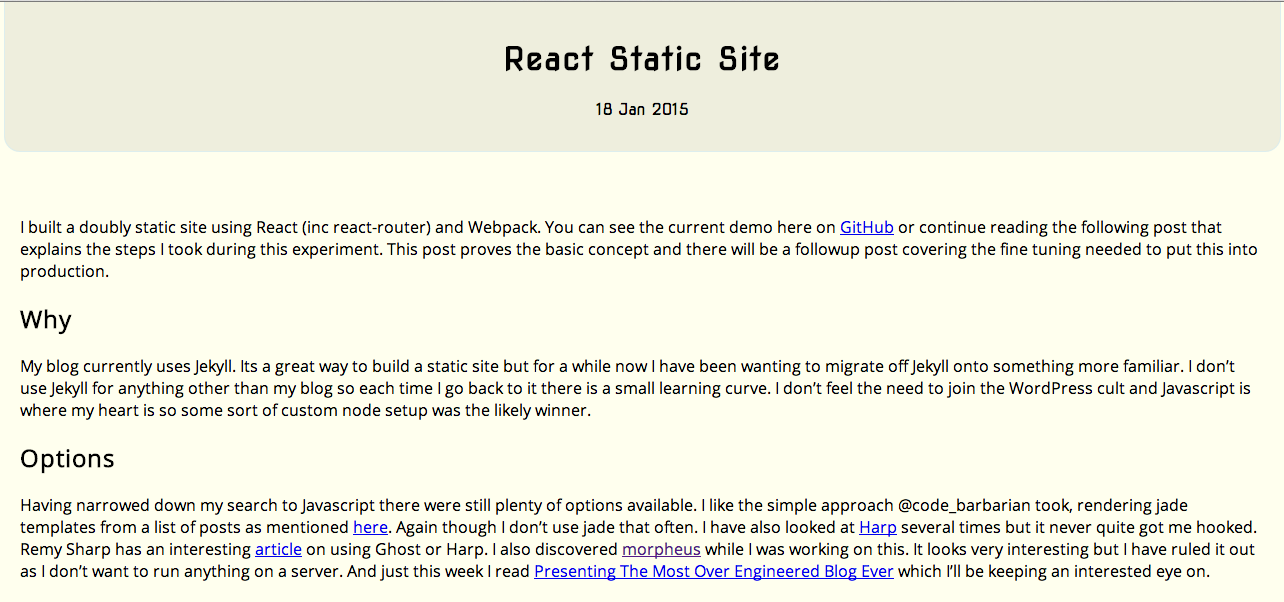 React Static Site
18 Jan 2015
I built a doubly static site using React (inc react-router) and Webpack. You can see the current demo here on GitHub or continue reading the following post that
explains the steps I took during this experiment. This post proves the basic concept and there will be a followup post covering the fine tuning needed to put this into
production.
Why
My blog currently uses Jekyll. Its a great way to build a static site but for a while now I have been wanting to migrate off Jekyll onto something more familiar. I don’t
use Jekyll for anything other than my blog so each time I go back to it there is a small learning curve. I don’t feel the need to join the WordPress cult and Javascript is
where my heart is so some sort of custom node setup was the likely winner.
Options
Having narrowed down my search to Javascript there were still plenty of options available. I like the simple approach @code_barbarian took, rendering jade
templates from a list of posts as mentioned here. Again though I don’t use jade that often. I have also looked at Harp several times but it never quite got me hooked.
Remy Sharp has an interesting article on using Ghost or Harp. I also discovered morpheus while I was working on this. It looks very interesting but I have ruled it out
as I don’t want to run anything on a server. And just this week I read Presenting The Most Over Engineered Blog Ever which I’ll be keeping an interested eye on.